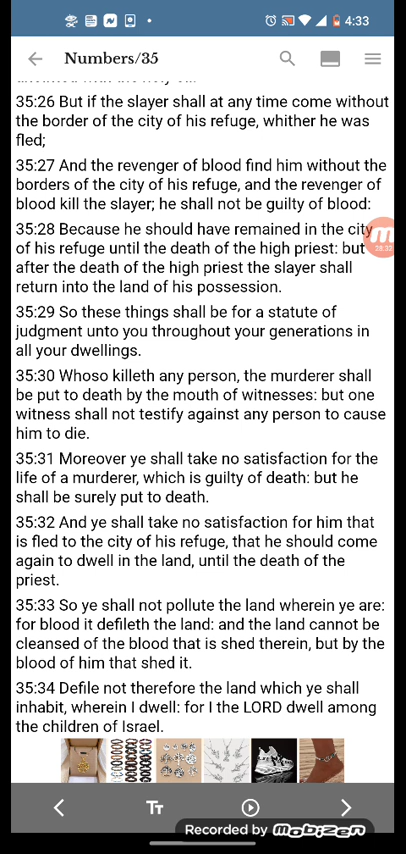 4:33
Numbers/35
35:26 But if the slayer shall at any time come without
the border of the city of his refuge, whither he was
fled;
35:27 And the revenger of blood find him without the
borders of the city of his refuge, and the revenger of
blood kill the slayer; he shall not be guilty of blood:
35:28 Because he should have remained in the city
of his refuge until the death of the high priest: but
after the death of the high priest the slayer shall
return into the land of his possession.
35:29 So these things shall be for a statute of
judgment unto you throughout your generations in
all your dwellings.
35:30 Whoso killeth any person, the murderer shall
be put to death by the mouth of witnesses: but one
witness shall not testify against any person to cause
him to die.
35:31 Moreover ye shall take no satisfaction for the
life of a murderer, which is guilty of death: but he
shall be surely put to death.
35:32 And ye shall take no satisfaction for him that
is fled to the city of his refuge, that he should come
again to dwell in the land, until the death of the
priest.
35:33 So ye shall not pollute the land wherein ye are:
for blood it defileth the land: and the land cannot be
cleansed of the blood that is shed therein, but by the
blood of him that shed it.
35:34 Defile not therefore the land which ye shall
inhabit, wherein I dwell: for I the LORD dwell among
the children of Israel.
TT
Recorded by Mobizen